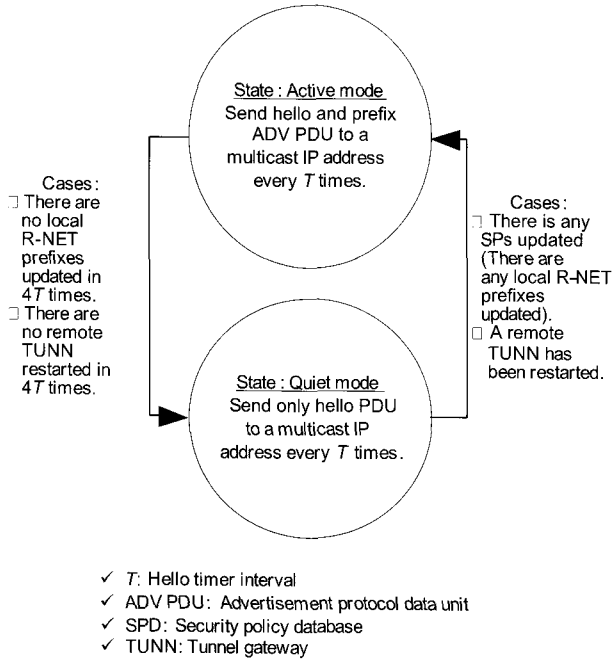 State : Active mode
Send hello and prefix
ADV PDU to a
multicast IP address
every T times.
Cases:
□ There are
no local
R-NET
prefixes
updated in
4T times.
□ There are
no remote
TUNN
restarted in
4T times.
Cases:
□ There is any
SPs updated
(There are
any local R-NET
prefixes
updated).
□ A remote
TUNN has
been restarted.
State : Quiet mode
Send only hello PDU
to a multicast IP
address every T times.
✓ T: Hello timer interval
✓ ADV PDU: Advertisement protocol data unit
✓ SPD: Security policy database
✓ TUNN: Tunnel gateway